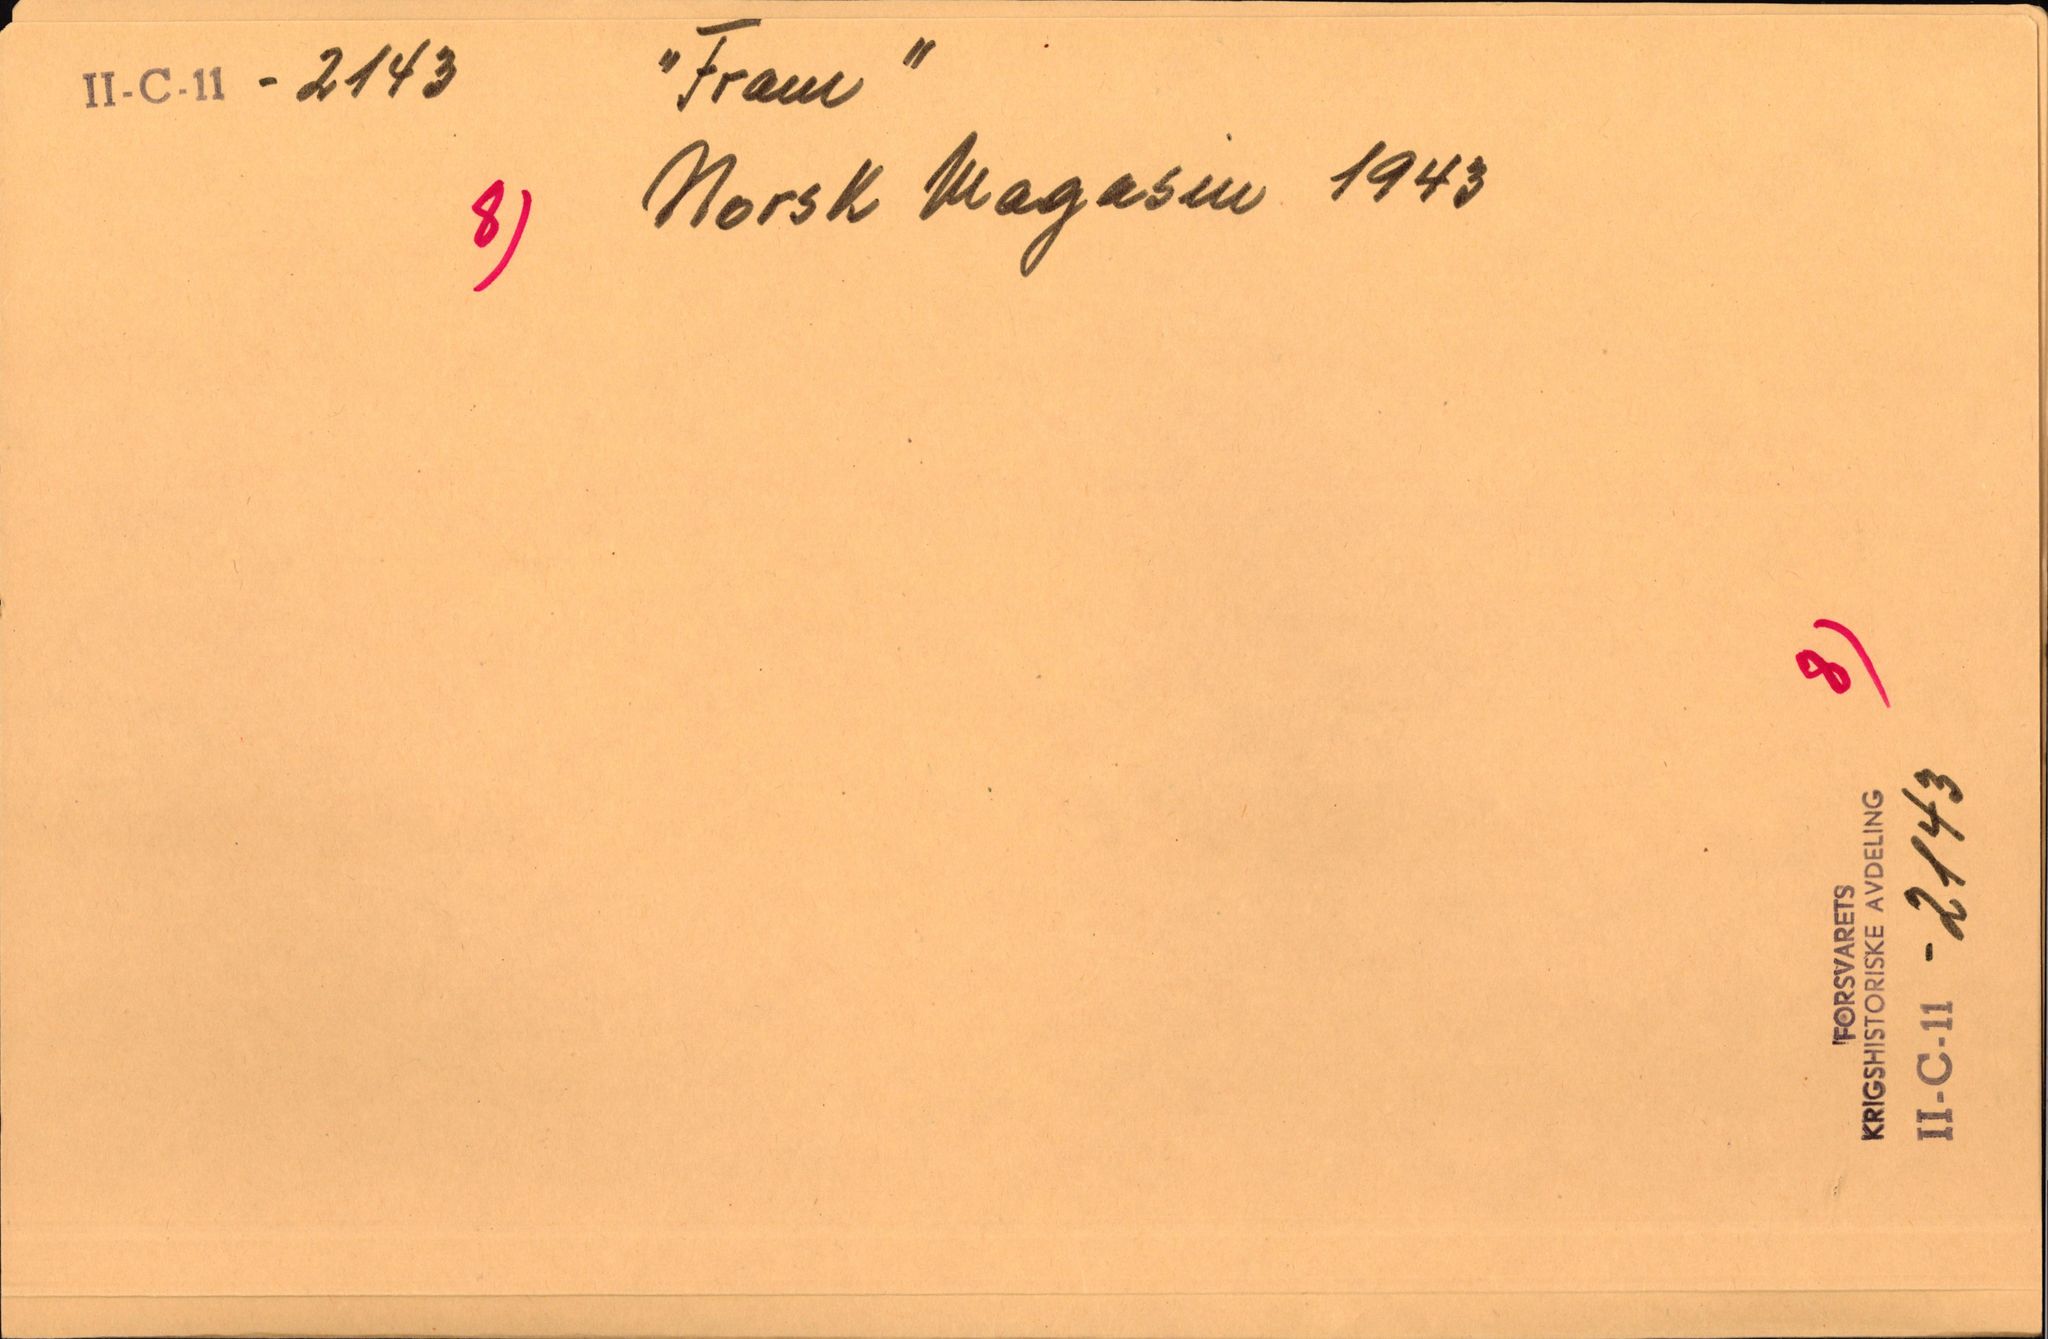 II-C-11 - 2143 "Fram"
8) Norsk Magasin 1943
8)
FORSVARETS
KRIGSHISTORISKE AVDELING
II-C-11 - 2143